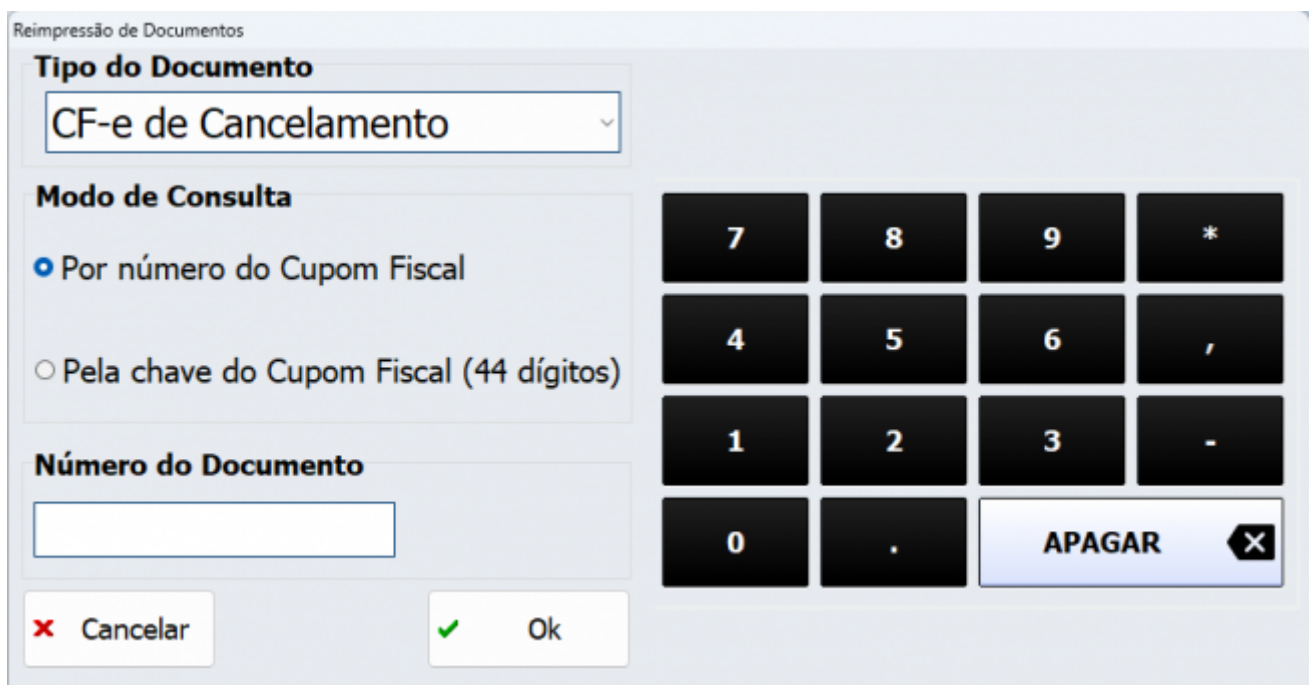 Reimpressão de Documentos
Tipo do Documento
CF-e de Cancelamento
Modo de Consulta
Por número do Cupom Fiscal
Pela chave do Cupom Fiscal (44 dígitos)
Número do Documento
Cancelar
Ok
7 8 9 *
4 5 6 ,
1 2 3 -
0 . APAGAR